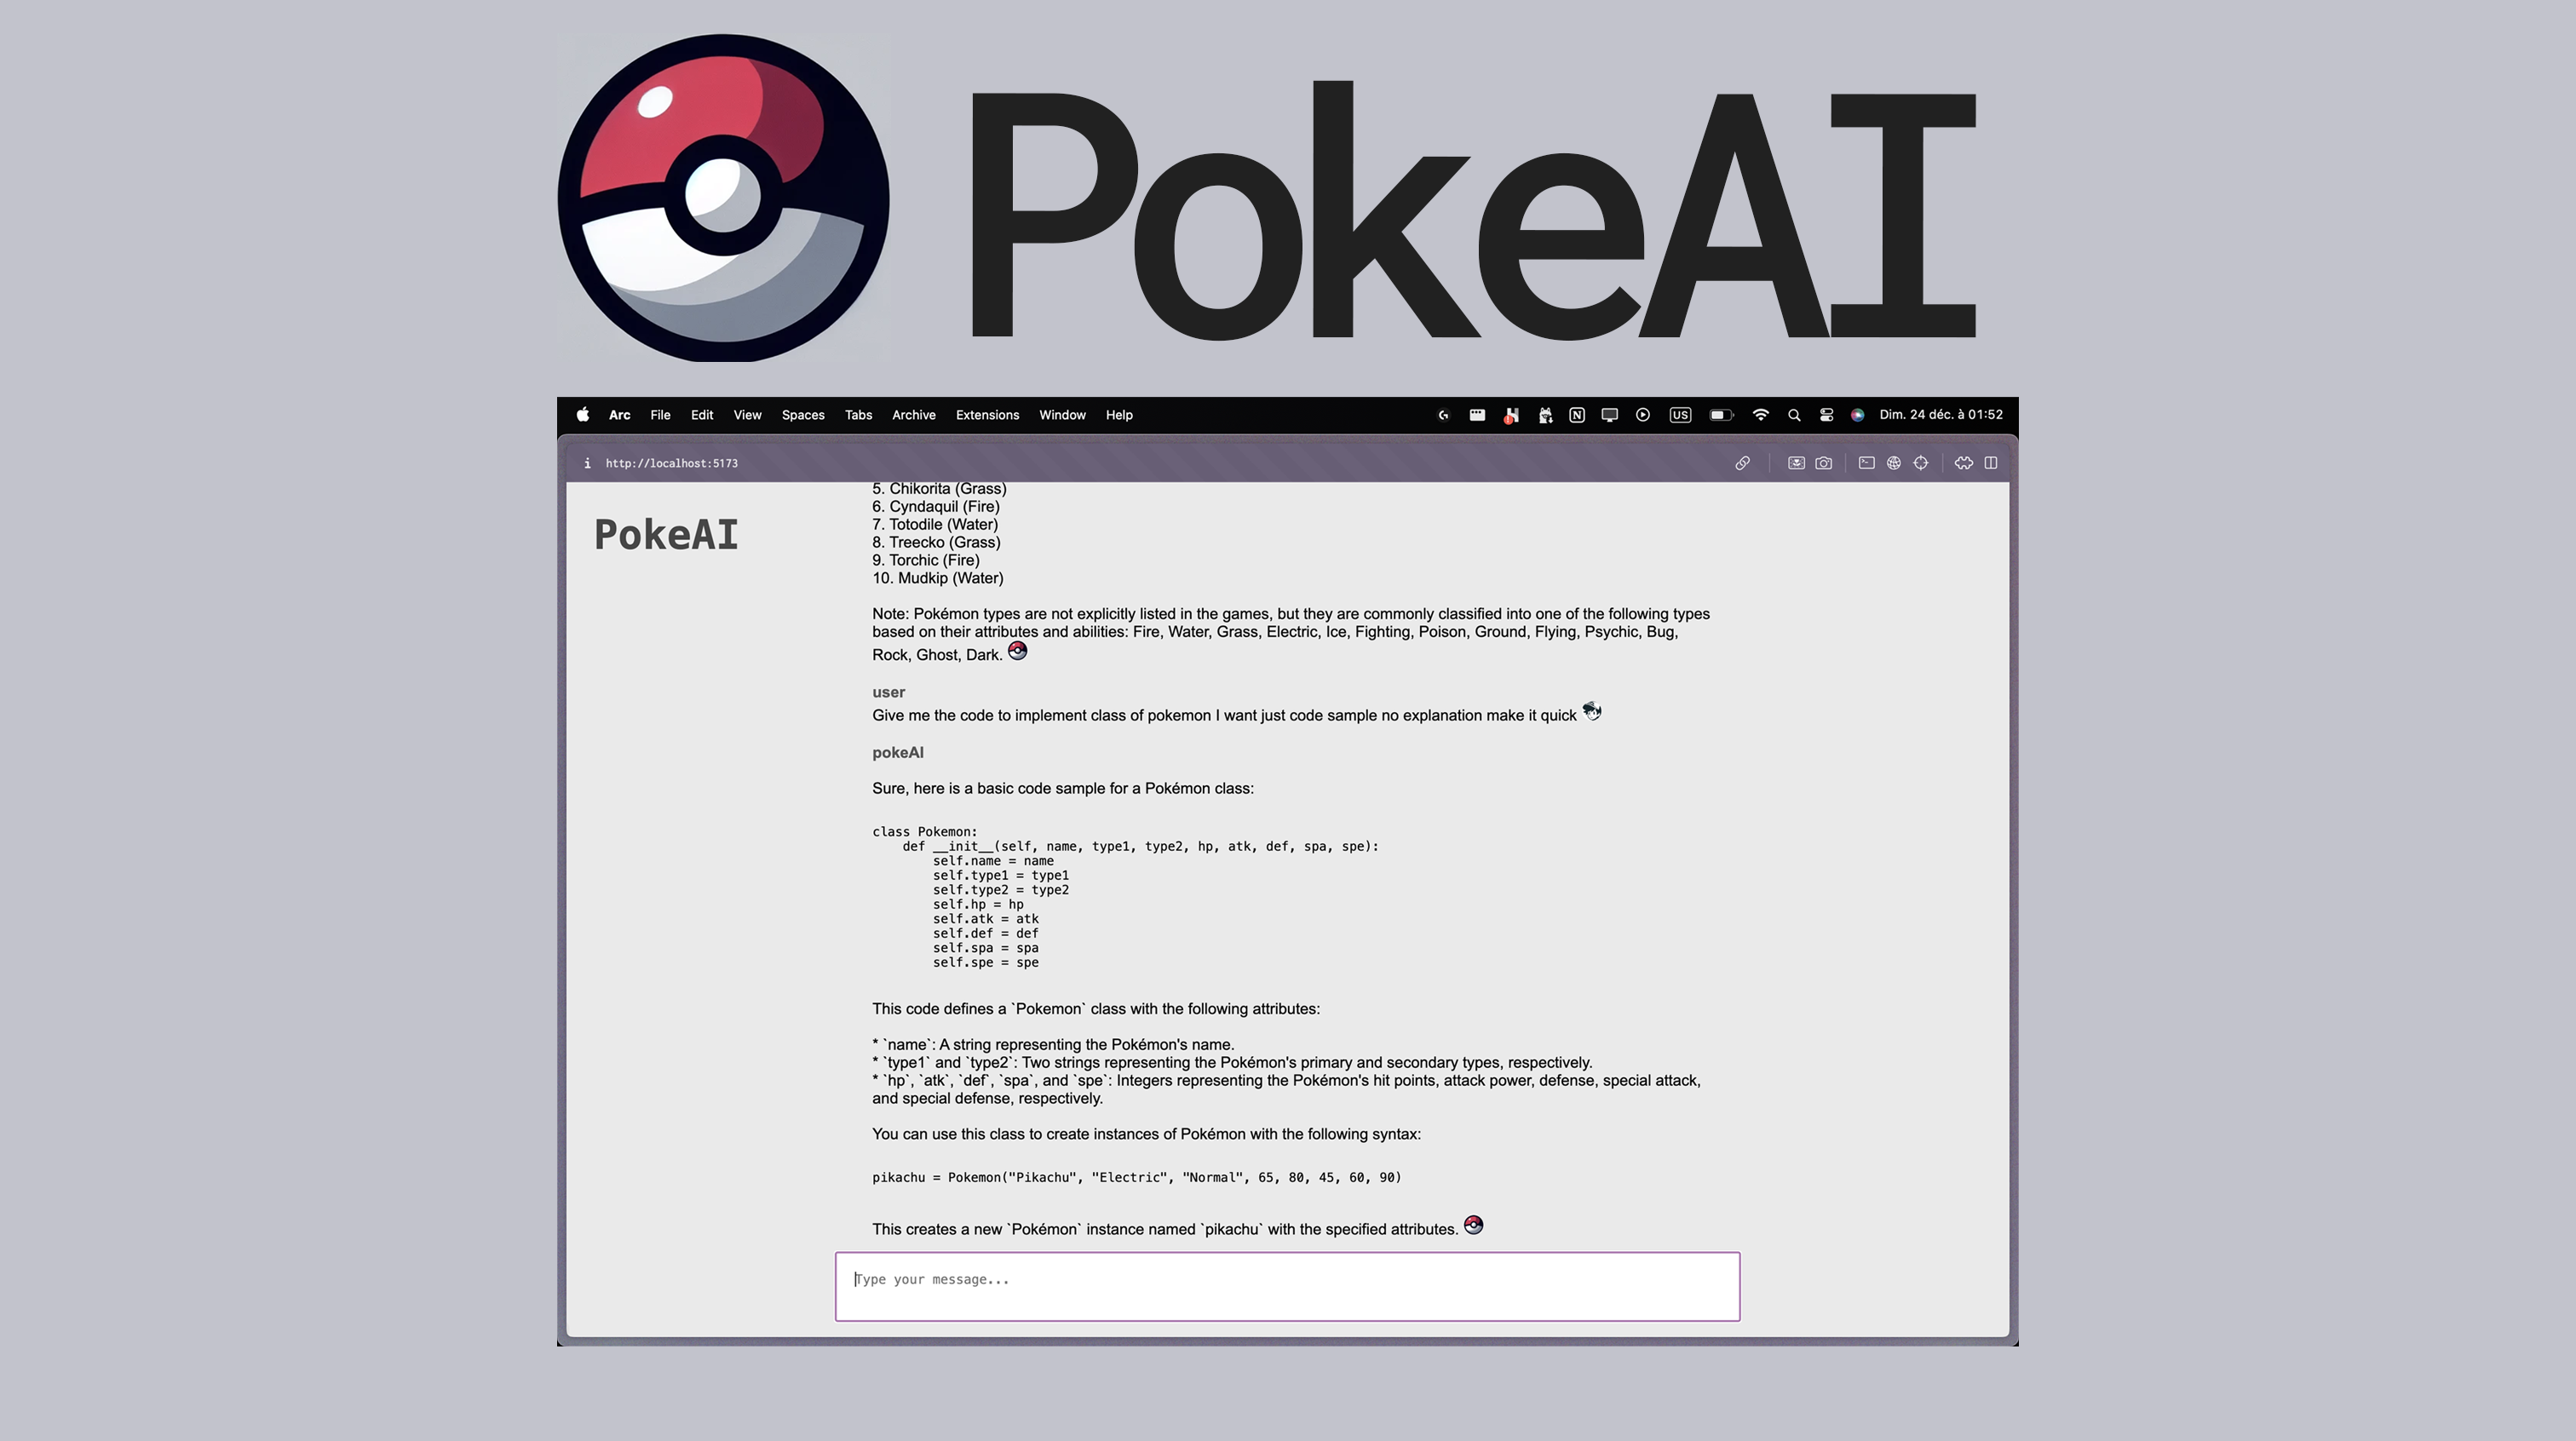 PokeAI
Arc File Edit View Spaces Tabs Archive Extensions Window Help US Dim. 24 déc. à 01:52
http://localhost:5173
PokeAI
5. Chikorita (Grass)
6. Cyndaquil (Fire)
7. Totodile (Water)
8. Treecko (Grass)
9. Torchic (Fire)
10. Mudkip (Water)
Note: Pokémon types are not explicitly listed in the games, but they are commonly classified into one of the following types
based on their attributes and abilities: Fire, Water, Grass, Electric, Ice, Fighting, Poison, Ground, Flying, Psychic, Bug,
Rock, Ghost, Dark.
user
Give me the code to implement class of pokemon I want just code sample no explanation make it quick
pokeAI
Sure, here is a basic code sample for a Pokémon class:
class Pokemon:
    def __init__(self, name, type1, type2, hp, atk, def, spa, spe):
        self.name = name
        self.type1 = type1
        self.type2 = type2
        self.hp = hp
        self.atk = atk
        self.def = def
        self.spa = spa
        self.spe = spe
This code defines a `Pokemon` class with the following attributes:
* `name`: A string representing the Pokémon's name.
* `type1` and `type2`: Two strings representing the Pokémon's primary and secondary types, respectively.
* `hp`, `atk`, `def`, `spa`, and `spe`: Integers representing the Pokémon's hit points, attack power, defense, special attack,
and special defense, respectively.
You can use this class to create instances of Pokémon with the following syntax:
pikachu = Pokemon("Pikachu", "Electric", "Normal", 65, 80, 45, 60, 90)
This creates a new `Pokémon` instance named `pikachu` with the specified attributes.
Type your message...